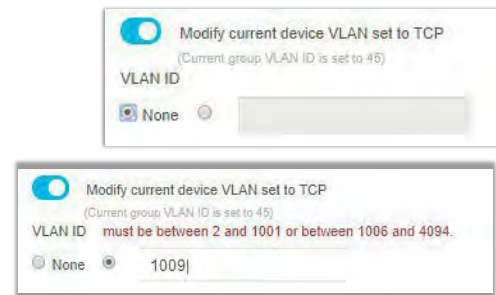 Modify current device VLAN set to TCP
(Current group VLAN ID is set to 45)
VLAN ID
None
Modify current device VLAN set to TCP
(Current group VLAN ID is set to 45)
VLAN ID must be between 2 and 1001 or between 1006 and 4094.
None 1009